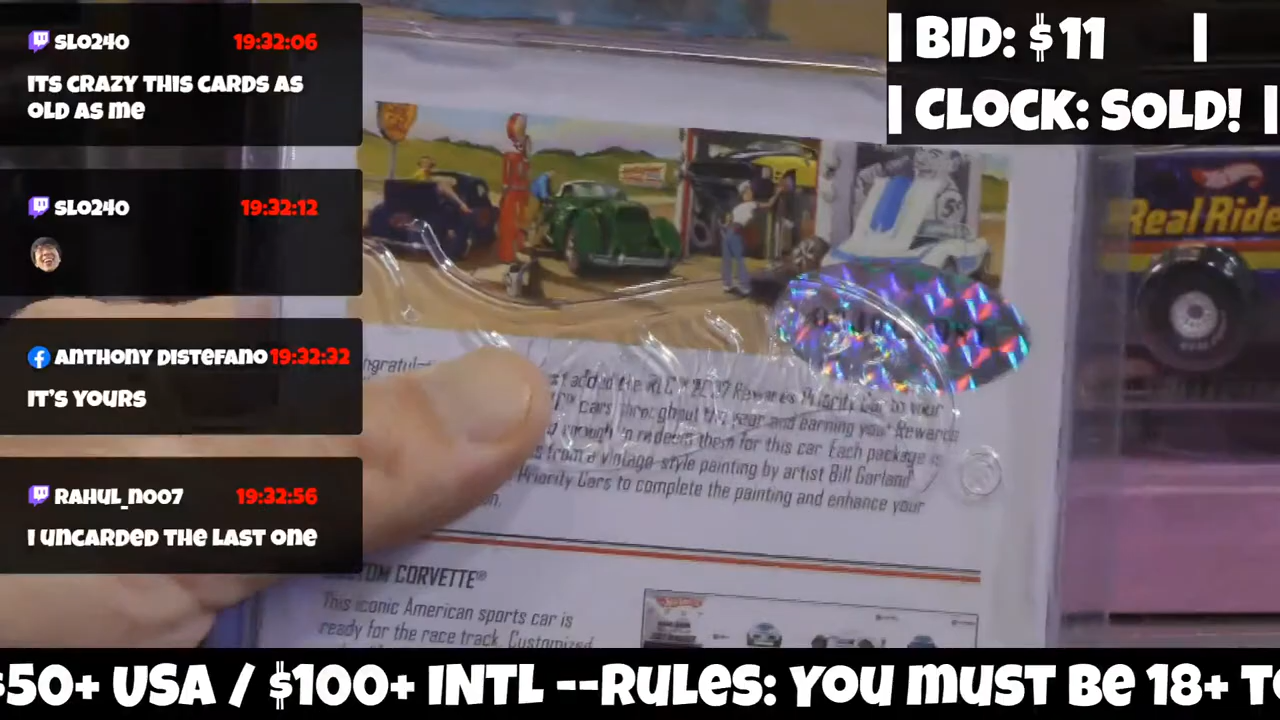 SLO240 19:32:06
ITS CRAZY THIS CARDS AS
OLD AS ME
SLO240 19:32:12
ANTHONY DISTEFANO 19:32:32
IT'S YOURS
RAHUL_NOO7 19:32:56
I UNCARDED THE LAST ONE
| BID: $11 |
| CLOCK: SOLD! |
Real Ride
added the RLC 2007 Rewards Priority Car to your
cars throughout the year and earning your Rewards
enough to redeem them for this car. Each package is
from a vintage-style painting by artist Bill Garland
Priority Cars to complete the painting and enhance your
CORVETTE®
This iconic American sports car is
ready for the race track. Customized
$50+ USA / $100+ INTL --RULES: YOU MUST BE 18+ TO